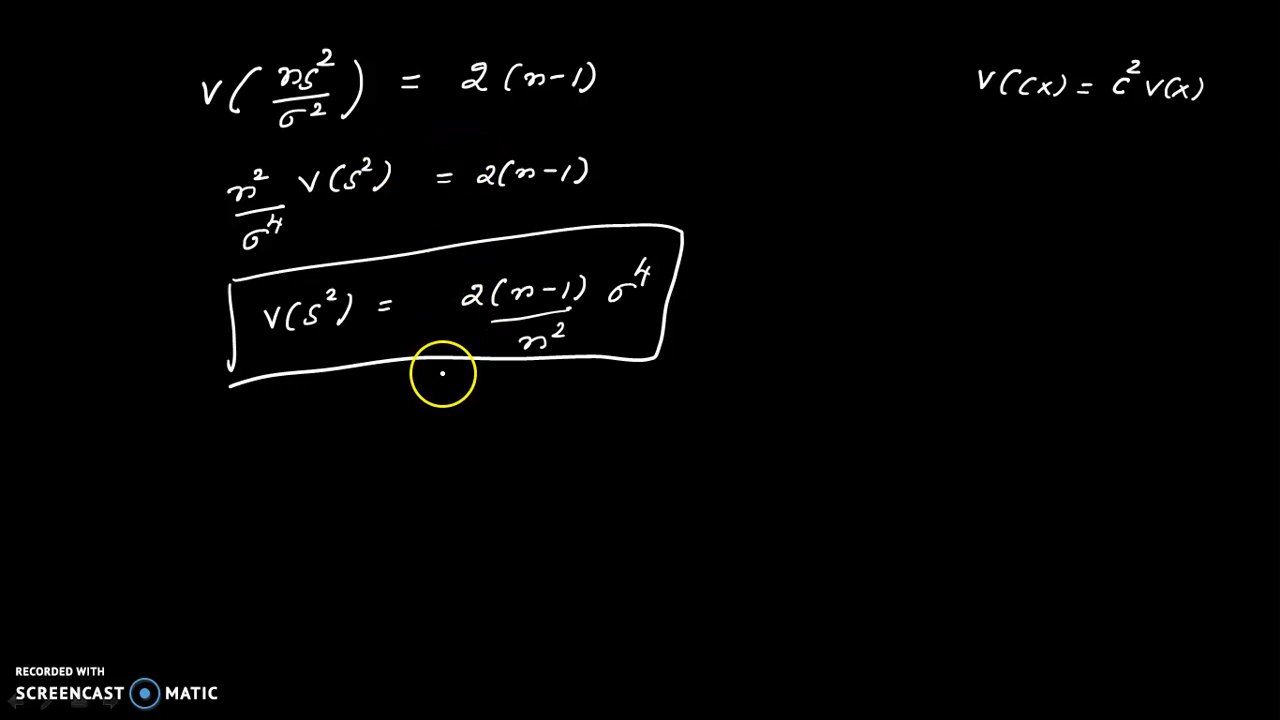 V(ns²/σ²) = 2(n-1)
V(cx) = c² V(x)
n²/σ⁴ V(s²) = 2(n-1)
V(s²) = 2(n-1)/n² σ⁴
RECORDED WITH
SCREENCAST MATIC